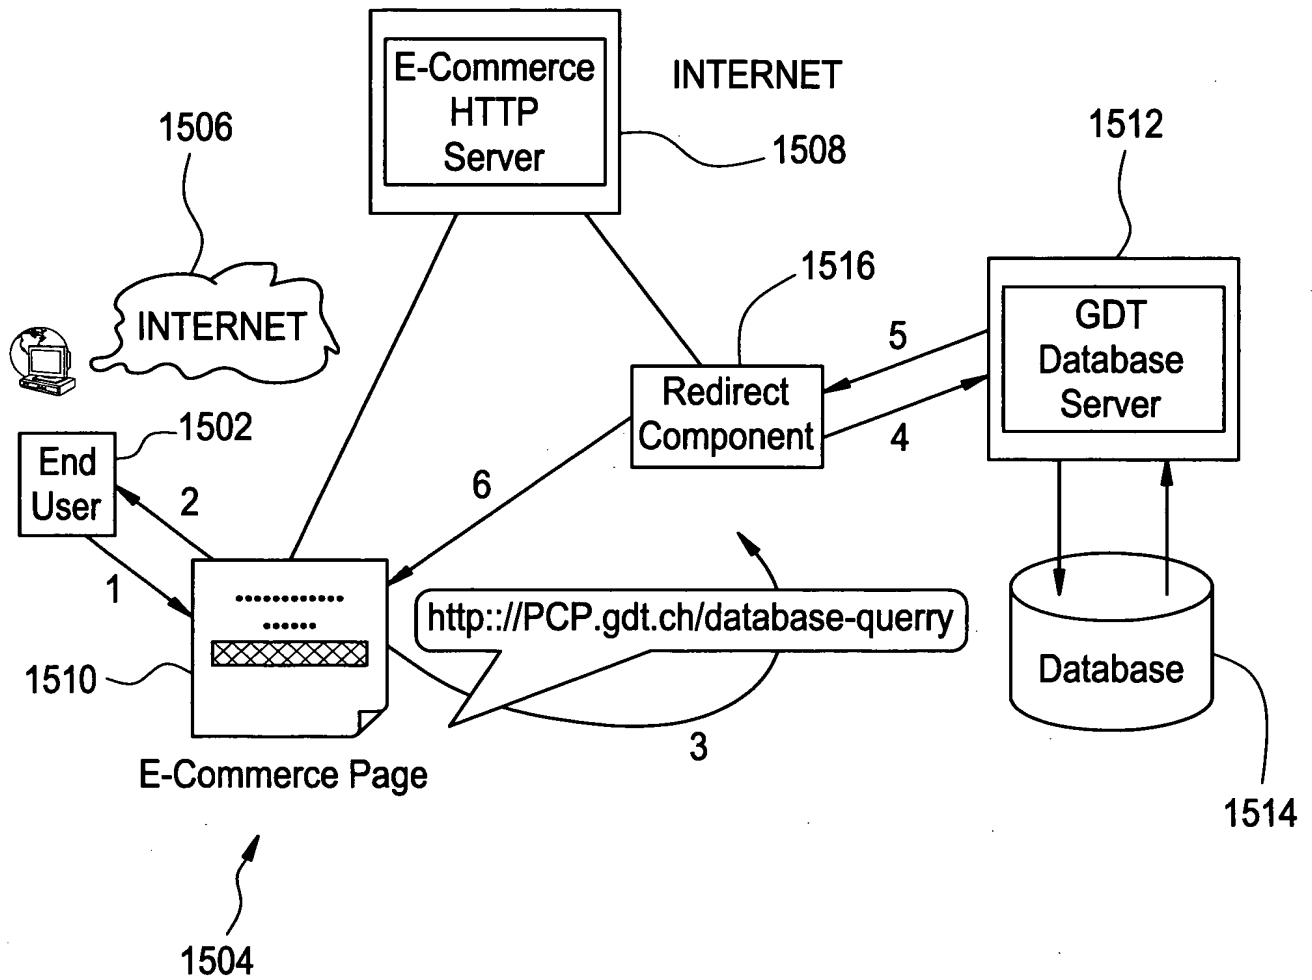 E-Commerce
HTTP
Server
INTERNET
1506
1508
1512
1516
INTERNET
GDT
Database
Server
5
Redirect
Component
4
1502
End
User
2
6
1
http:://PCP.gdt.ch/database-querry
1510
Database
3
E-Commerce Page
1514
1504